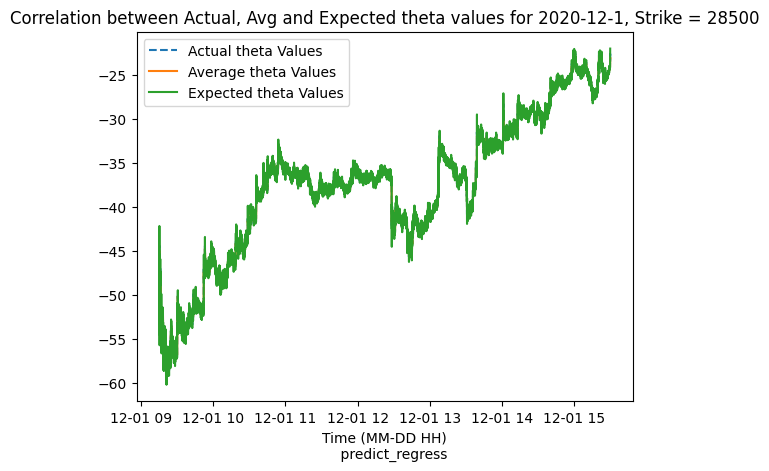 Correlation between Actual, Avg and Expected theta values for 2020-12-1, Strike = 28500
Actual theta Values
Average theta Values
Expected theta Values
−25
−30
−35
−40
−45
−50
−55
−60
12-01 09 12-01 10 12-01 11 12-01 12 12-01 13 12-01 14 12-01 15
Time (MM-DD HH)
predict_regress